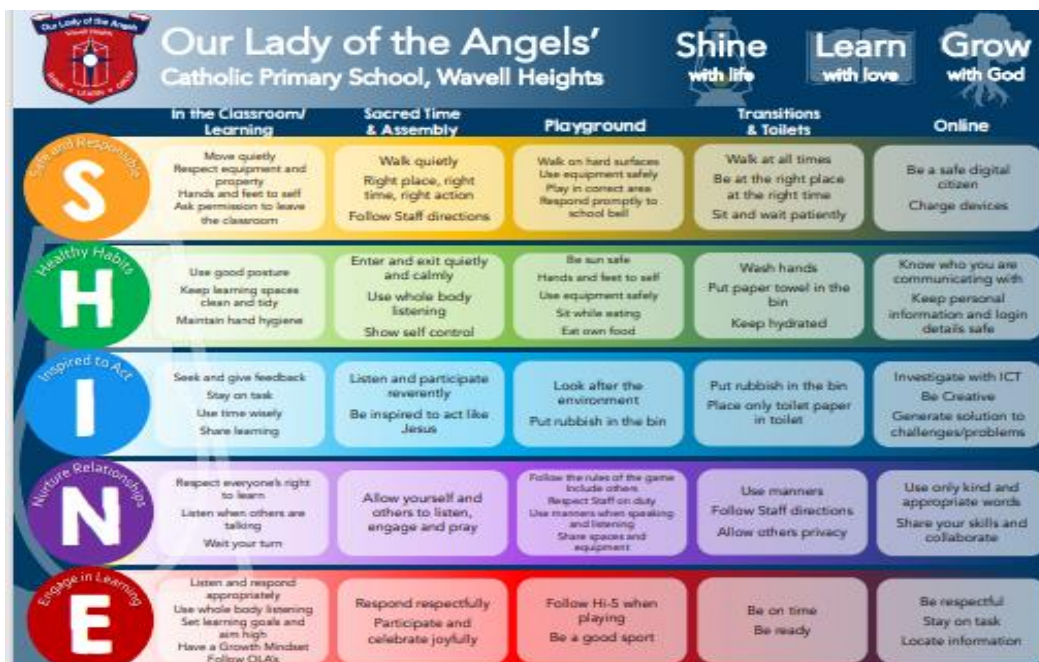 Our Lady of the Angels
Wavell Heights
SHINE • LEARN • GROW
Our Lady of the Angels'
Catholic Primary School, Wavell Heights
Shine
with life
Learn
with love
Grow
with God
In the Classroom/
Learning
Sacred Time
& Assembly
Playground
Transitions
& Toilets
Online
Safe and Responsible
S
Move quietly
Respect equipment and
property
Hands and feet to self
Ask permission to leave
the classroom
Walk quietly
Right place, right
time, right action
Follow Staff directions
Walk on hard surfaces
Use equipment safely
Play in correct area
Respond promptly to
school bell
Walk at all times
Be at the right place
at the right time
Sit and wait patiently
Be a safe digital
citizen
Charge devices
Healthy Habits
H
Use good posture
Keep learning spaces
clean and tidy
Maintain hand hygiene
Enter and exit quietly
and calmly
Use whole body
listening
Show self control
Be sun safe
Hands and feet to self
Use equipment safely
Sit while eating
Eat own food
Wash hands
Put paper towel in the
bin
Keep hydrated
Know who you are
communicating with
Keep personal
information and login
details safe
Inspired to Act
I
Seek and give feedback
Stay on task
Use time wisely
Share learning
Listen and participate
reverently
Be inspired to act like
Jesus
Look after the
environment
Put rubbish in the bin
Put rubbish in the bin
Place only toilet paper
in toilet
Investigate with ICT
Be Creative
Generate solution to
challenges/problems
Nurture Relationships
N
Respect everyone's right
to learn
Listen when others are
talking
Wait your turn
Allow yourself and
others to listen,
engage and pray
Follow the rules of the game
Include others
Respect Staff on duty
Use manners when speaking
and listening
Share spaces and
equipment
Use manners
Follow Staff directions
Allow others privacy
Use only kind and
appropriate words
Share your skills and
collaborate
Engage in Learning
E
Listen and respond
appropriately
Use whole body listening
Set learning goals and
aim high
Have a Growth Mindset
Follow OLA's
Respond respectfully
Participate and
celebrate joyfully
Follow Hi-5 when
playing
Be a good sport
Be on time
Be ready
Be respectful
Stay on task
Locate information